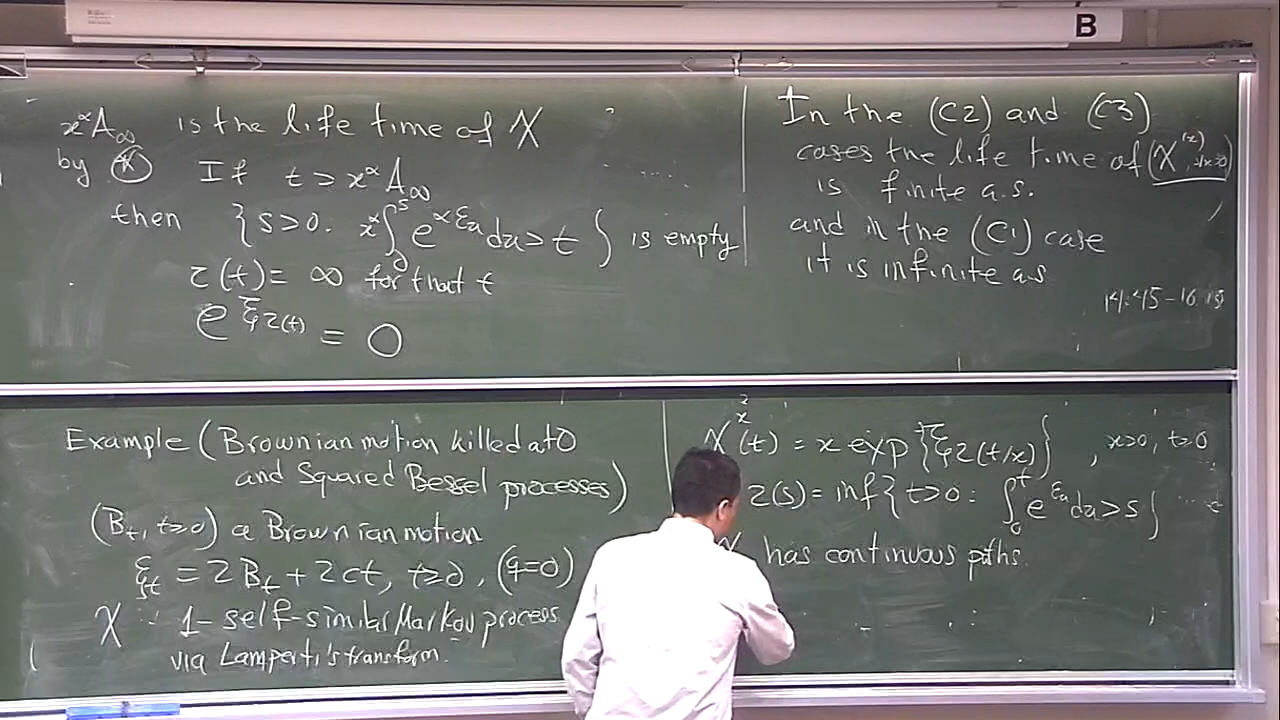 B
x^α A_∞ is the life time of X
by (*) If t > x^α A_∞
then { s>0. x^α ∫_0^s e^{αξ_u} du > t } is empty
τ(t) = ∞ for that t
e^{ξ_{τ(t)}} = 0
In the (C2) and (C3)
cases the life time of (X^{(x)}, x>0)
is finite a.s.
and in the (C1) case
it is infinite a.s
14:45 - 16:15
Example (Brownian motion killed at 0
and Squared Bessel processes)
(B_t, t≥0) a Brownian motion
ξ_t = 2B_t + 2ct, t≥0, (q=0)
X : 1-self-similar Markov process
via Lamperti's transform.
X^x(t) = x exp{ξ_{τ(t/x)}}, x>0, t≥0
τ(s) = inf{ t>0 : ∫_0^t e^{ξ_u} du > s }
X has continuous paths.